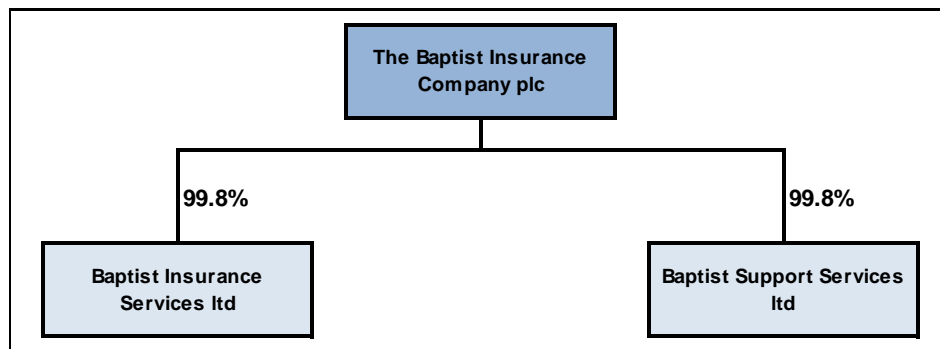 The Baptist Insurance
Company plc
99.8%
99.8%
Baptist Insurance
Services ltd
Baptist Support Services
ltd